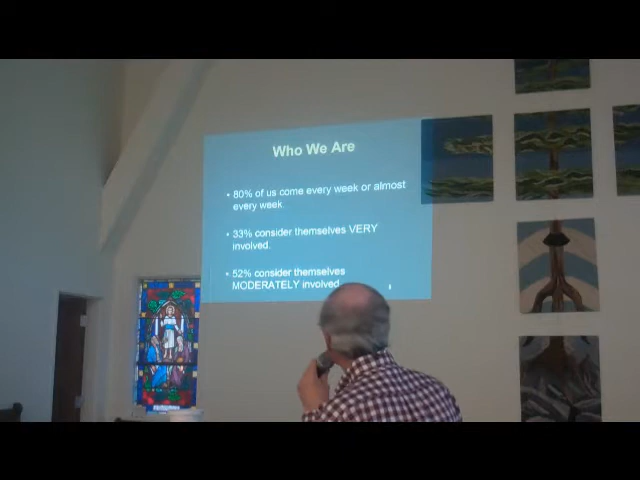 Who We Are
• 80% of us come every week or almost
every week.
• 33% consider themselves VERY
involved.
• 52% consider themselves
MODERATELY involved